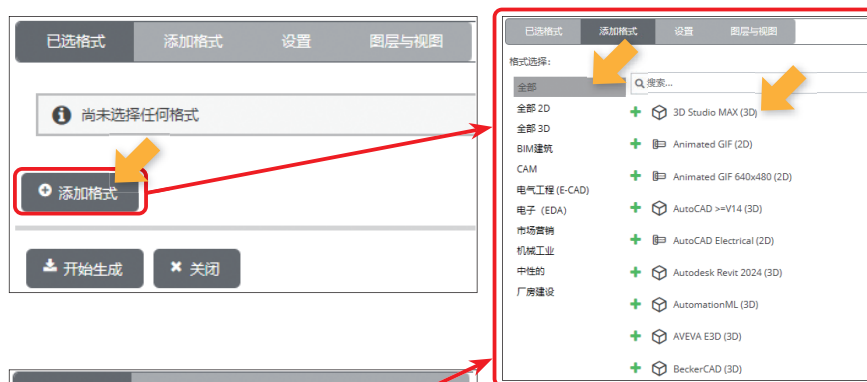 已选格式 添加格式 设置 图层与视图
尚未选择任何格式
添加格式
开始生成 关闭
已选格式 添加格式 设置 图层与视图
格式选择:
全部
全部 2D
全部 3D
BIM建筑
CAM
电气工程 (E-CAD)
电子（EDA）
市场营销
机械工业
中性的
厂房建设
搜索...
3D Studio MAX (3D)
Animated GIF (2D)
Animated GIF 640x480 (2D)
AutoCAD >=V14 (3D)
AutoCAD Electrical (2D)
Autodesk Revit 2024 (3D)
AutomationML (3D)
AVEVA E3D (3D)
BeckerCAD (3D)